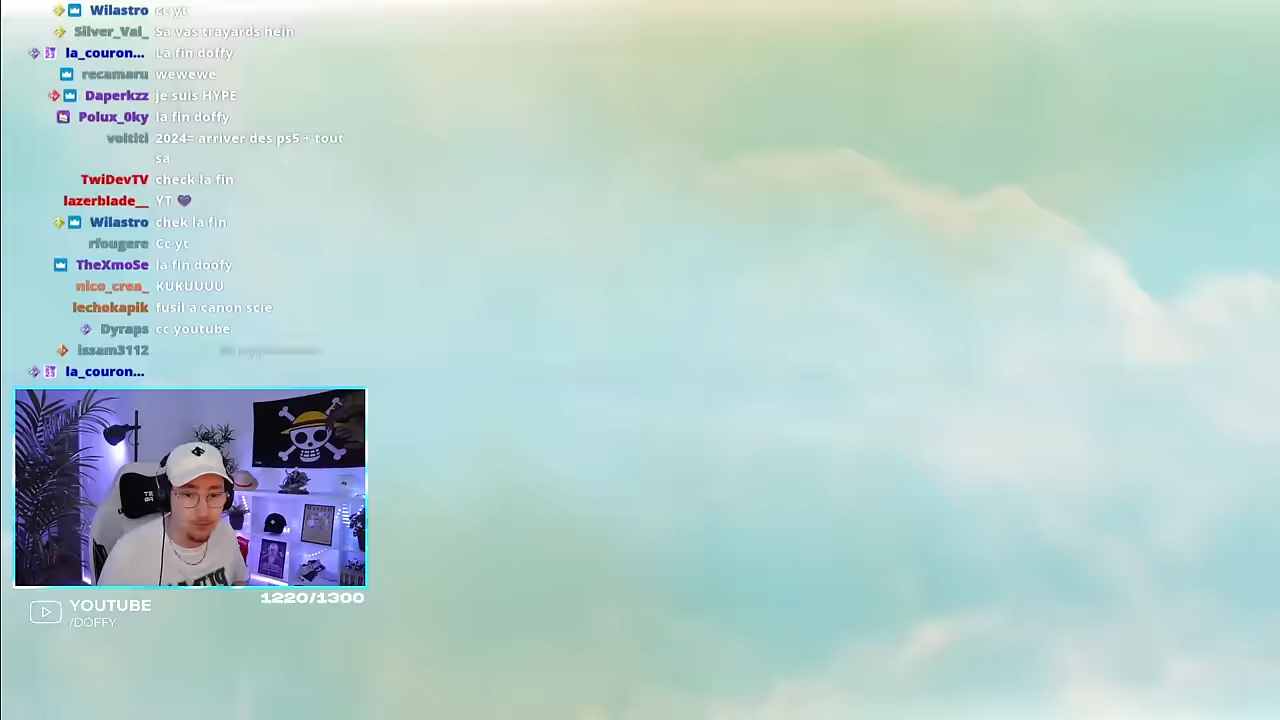 Wilastro cc yt
Silver_Val_ Sa vas trayards hein
la_couron... La fin doffy
recamaru wewewe
Daperkzz je suis HYPE
Polux_0ky la fin doffy
voltiti 2024= arriver des ps5 + tout
sa
TwiDevTV check la fin
lazerblade__ YT 💜
Wilastro chek la fin
rfougere Cc yt
TheXmoSe la fin doofy
nico_crea_ KUKUUUU
lechokapik fusil a canon scie
Dyraps cc youtube
issam3112
la_couron...
WANTED
1220/1300
YOUTUBE
/DOFFY